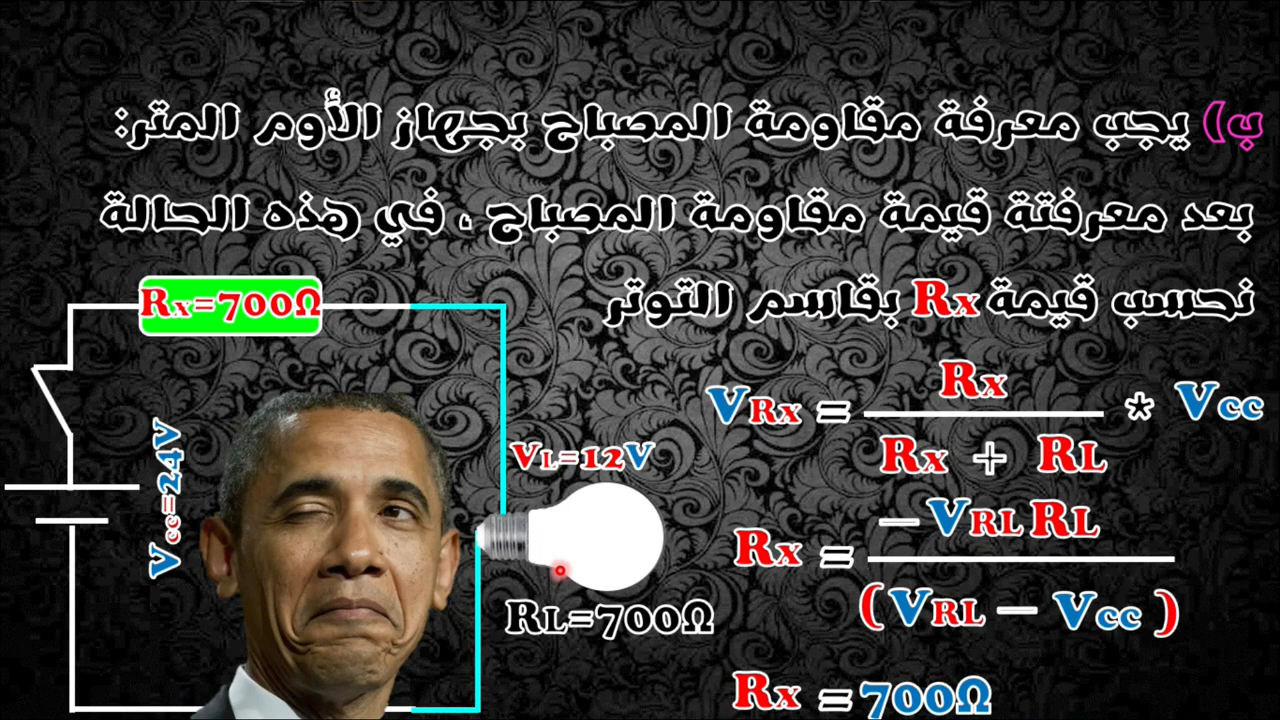 ب) يجب معرفة مقاومة المصباح بجهاز الأوم المتر:
بعد معرفتة قيمة مقاومة المصباح ، في هذه الحالة
نحسب قيمة Rx بقاسم التوتر
Rx=700Ω
Vcc=24V
VL=12V
RL=700Ω
VRx = Rx / Rx + RL * Vcc
Rx = − VRL RL / ( VRL − Vcc )
Rx = 700Ω